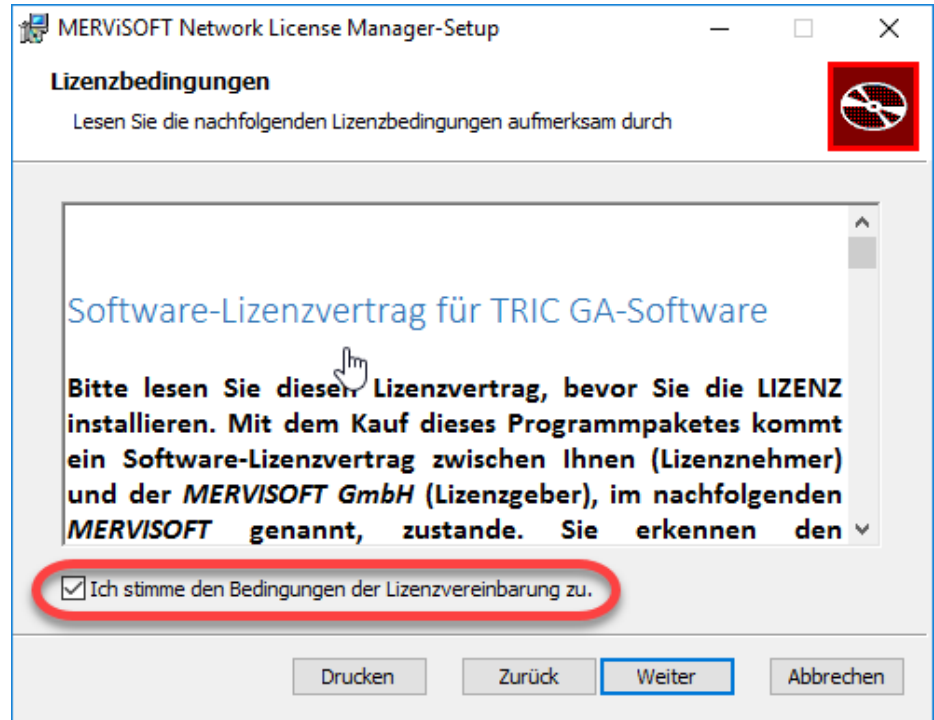 MERViSOFT Network License Manager-Setup
Lizenzbedingungen
Lesen Sie die nachfolgenden Lizenzbedingungen aufmerksam durch
Software-Lizenzvertrag für TRIC GA-Software
Bitte lesen Sie diesen Lizenzvertrag, bevor Sie die LIZENZ
installieren. Mit dem Kauf dieses Programmpaketes kommt
ein Software-Lizenzvertrag zwischen Ihnen (Lizenznehmer)
und der MERVISOFT GmbH (Lizenzgeber), im nachfolgenden
MERVISOFT genannt, zustande. Sie erkennen den
Ich stimme den Bedingungen der Lizenzvereinbarung zu.
Drucken Zurück Weiter Abbrechen